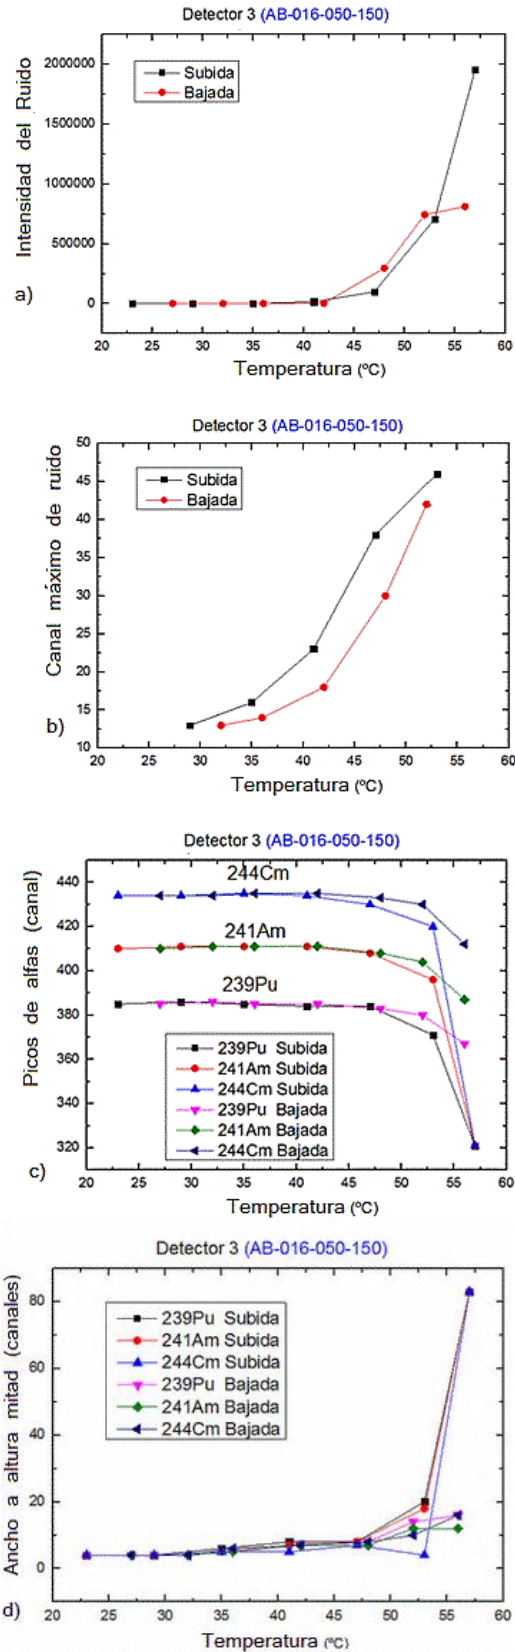 Detector 3 (AB-016-050-150)
Intensidad del Ruido
2000000
1500000
1000000
500000
0
Subida
Bajada
a)
20 25 30 35 40 45 50 55 60
Temperatura (ºC)
Detector 3 (AB-016-050-150)
Canal máximo de ruido
50
45
40
35
30
25
20
15
10
Subida
Bajada
b)
20 25 30 35 40 45 50 55 60
Temperatura (ºC)
Detector 3 (AB-016-050-150)
Picos de alfas (canal)
440
420
400
380
360
340
320
244Cm
241Am
239Pu
239Pu Subida
241Am Subida
244Cm Subida
239Pu Bajada
241Am Bajada
244Cm Bajada
c)
20 25 30 35 40 45 50 55 60
Temperatura (ºC)
Detector 3 (AB-016-050-150)
Ancho a altura mitad (canales)
80
60
40
20
0
239Pu Subida
241Am Subida
244Cm Subida
239Pu Bajada
241Am Bajada
244Cm Bajada
d)
20 25 30 35 40 45 50 55 60
Temperatura (ºC)